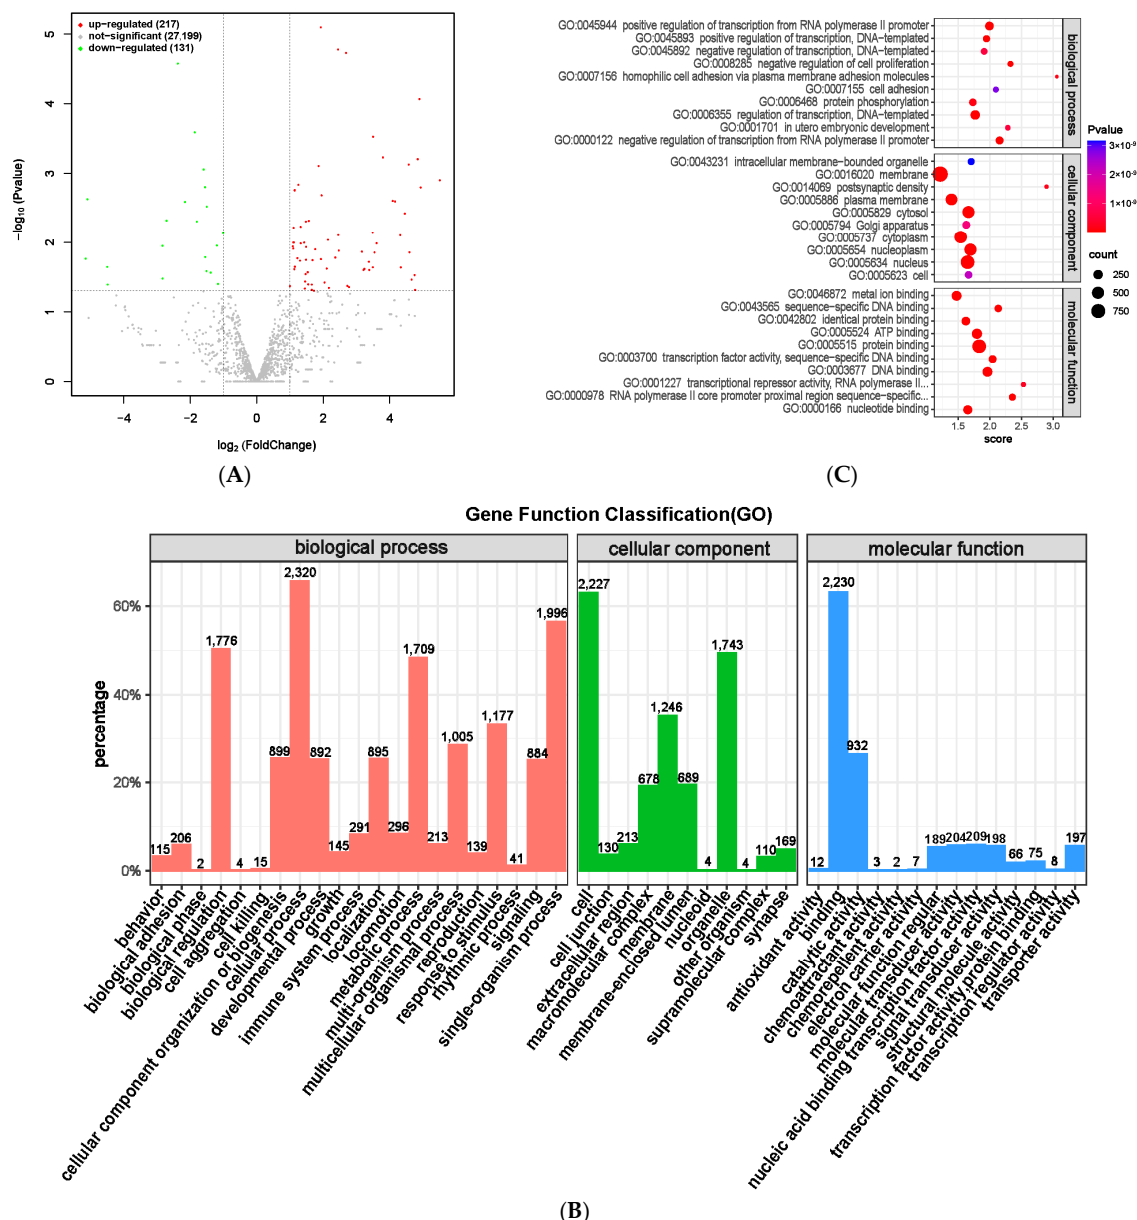 up-regulated (217)
not-significant (27,199)
down-regulated (131)
5
4
3
2
1
0
−4
−2
0
2
4
−log10 (Pvalue)
log2 (FoldChange)
(A)
GO:0045944 positive regulation of transcription from RNA polymerase II promoter
GO:0045893 positive regulation of transcription, DNA-templated
GO:0045892 negative regulation of transcription, DNA-templated
GO:0008285 negative regulation of cell proliferation
GO:0007156 homophilic cell adhesion via plasma membrane adhesion molecules
GO:0007155 cell adhesion
GO:0006468 protein phosphorylation
GO:0006355 regulation of transcription, DNA-templated
GO:0001701 in utero embryonic development
GO:0000122 negative regulation of transcription from RNA polymerase II promoter
biological process
GO:0043231 intracellular membrane-bounded organelle
GO:0016020 membrane
GO:0014069 postsynaptic density
GO:0005886 plasma membrane
GO:0005829 cytosol
GO:0005794 Golgi apparatus
GO:0005737 cytoplasm
GO:0005654 nucleoplasm
GO:0005634 nucleus
GO:0005623 cell
cellular component
GO:0046872 metal ion binding
GO:0043565 sequence-specific DNA binding
GO:0042802 identical protein binding
GO:0005524 ATP binding
GO:0005515 protein binding
GO:0003700 transcription factor activity, sequence-specific DNA binding
GO:0003677 DNA binding
GO:0001227 transcriptional repressor activity, RNA polymerase II...
GO:0000978 RNA polymerase II core promoter proximal region sequence-specific...
GO:0000166 nucleotide binding
molecular function
1.5
2.0
2.5
3.0
score
Pvalue
3×10⁻⁹
2×10⁻⁹
1×10⁻⁹
count
250
500
750
(C)
Gene Function Classification(GO)
biological process
cellular component
molecular function
percentage
60%
40%
20%
0%
115
206
2
1,776
4
15
899
2,320
892
145
291
895
296
1,709
213
1,005
139
1,177
41
884
1,996
2,227
130
213
678
1,246
689
4
1,743
4
110
169
12
2,230
932
3
2
7
189
204
209
198
66
75
8
197
behavior
biological adhesion
biological phase
biological regulation
cell aggregation
cell killing
cellular component organization or biogenesis
cellular process
developmental process
growth
immune system process
localization
locomotion
metabolic process
multi-organism process
multicellular organismal process
reproduction
response to stimulus
rhythmic process
signaling
single-organism process
cell
cell junction
extracellular region
macromolecular complex
membrane
membrane-enclosed lumen
nucleoid
organelle
other organism
supramolecular complex
synapse
antioxidant activity
binding
catalytic activity
chemoattractant activity
chemorepellent activity
electron carrier activity
molecular function regular
molecular transducer activity
nucleic acid binding transcription factor activity
signal transducer activity
structural molecule activity
transcription factor activity,protein binding
transcription regulator activity
transporter activity
(B)